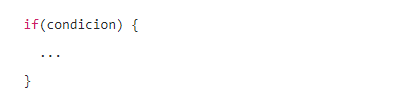 if(condicion) {
...
}